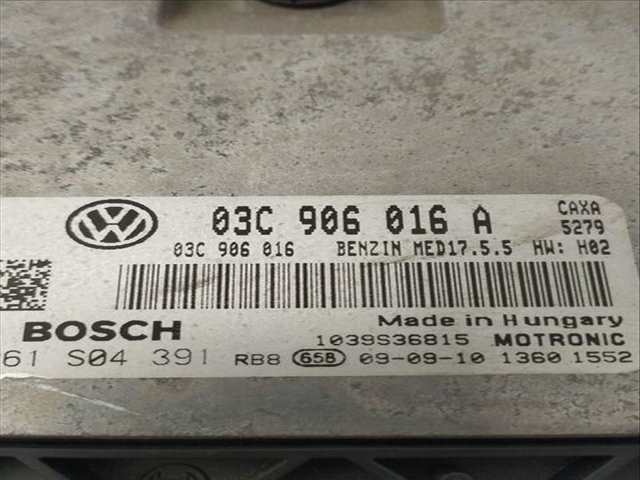 03C 906 016 A CAXA
5279
03C 906 016 BENZIN MED17.5.5 HW: H02
BOSCH Made in Hungary
1039S36815 MOTRONIC
261 S04 391 RB8 658 09-09-10 1360 1552